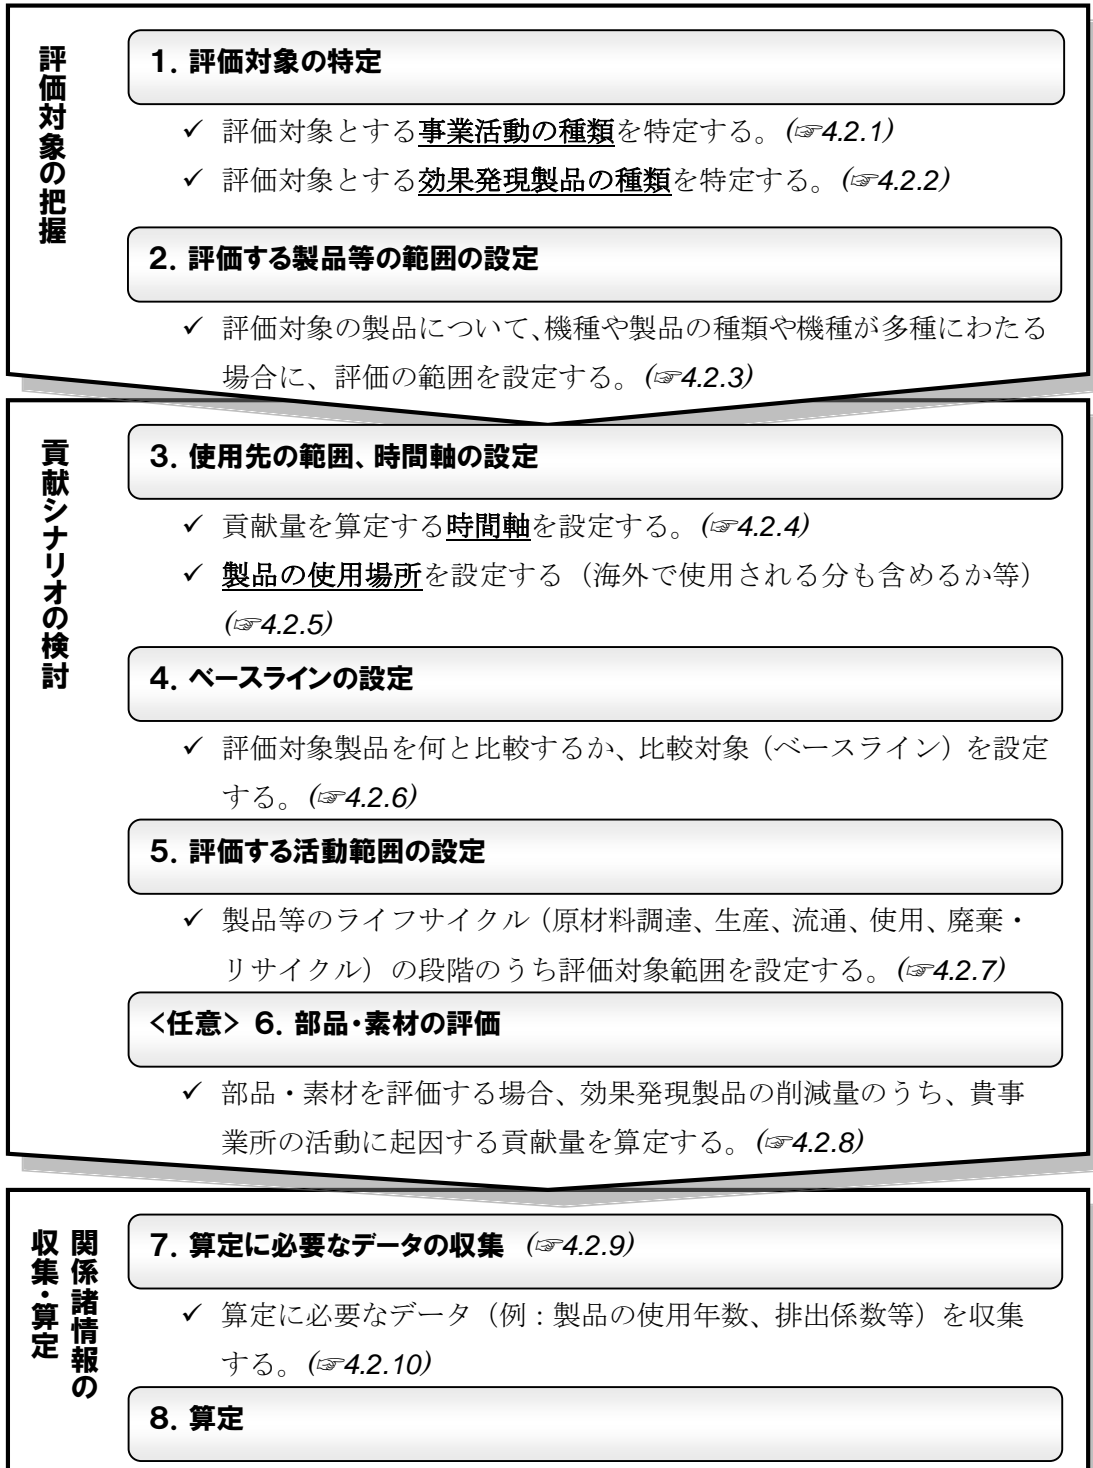 評価対象の把握
1. 評価対象の特定
✓ 評価対象とする事業活動の種類を特定する。(☞4.2.1)
✓ 評価対象とする効果発現製品の種類を特定する。(☞4.2.2)
2. 評価する製品等の範囲の設定
✓ 評価対象の製品について、機種や製品の種類や機種が多種にわたる
場合に、評価の範囲を設定する。(☞4.2.3)
貢献シナリオの検討
3. 使用先の範囲、時間軸の設定
✓ 貢献量を算定する時間軸を設定する。(☞4.2.4)
✓ 製品の使用場所を設定する（海外で使用される分も含めるか等）
(☞4.2.5)
4. ベースラインの設定
✓ 評価対象製品を何と比較するか、比較対象（ベースライン）を設定
する。(☞4.2.6)
5. 評価する活動範囲の設定
✓ 製品等のライフサイクル（原材料調達、生産、流通、使用、廃棄・
リサイクル）の段階のうち評価対象範囲を設定する。(☞4.2.7)
<任意> 6. 部品・素材の評価
✓ 部品・素材を評価する場合、効果発現製品の削減量のうち、貴事
業所の活動に起因する貢献量を算定する。(☞4.2.8)
関係諸情報の
収集・算定
7. 算定に必要なデータの収集 (☞4.2.9)
✓ 算定に必要なデータ（例：製品の使用年数、排出係数等）を収集
する。(☞4.2.10)
8. 算定